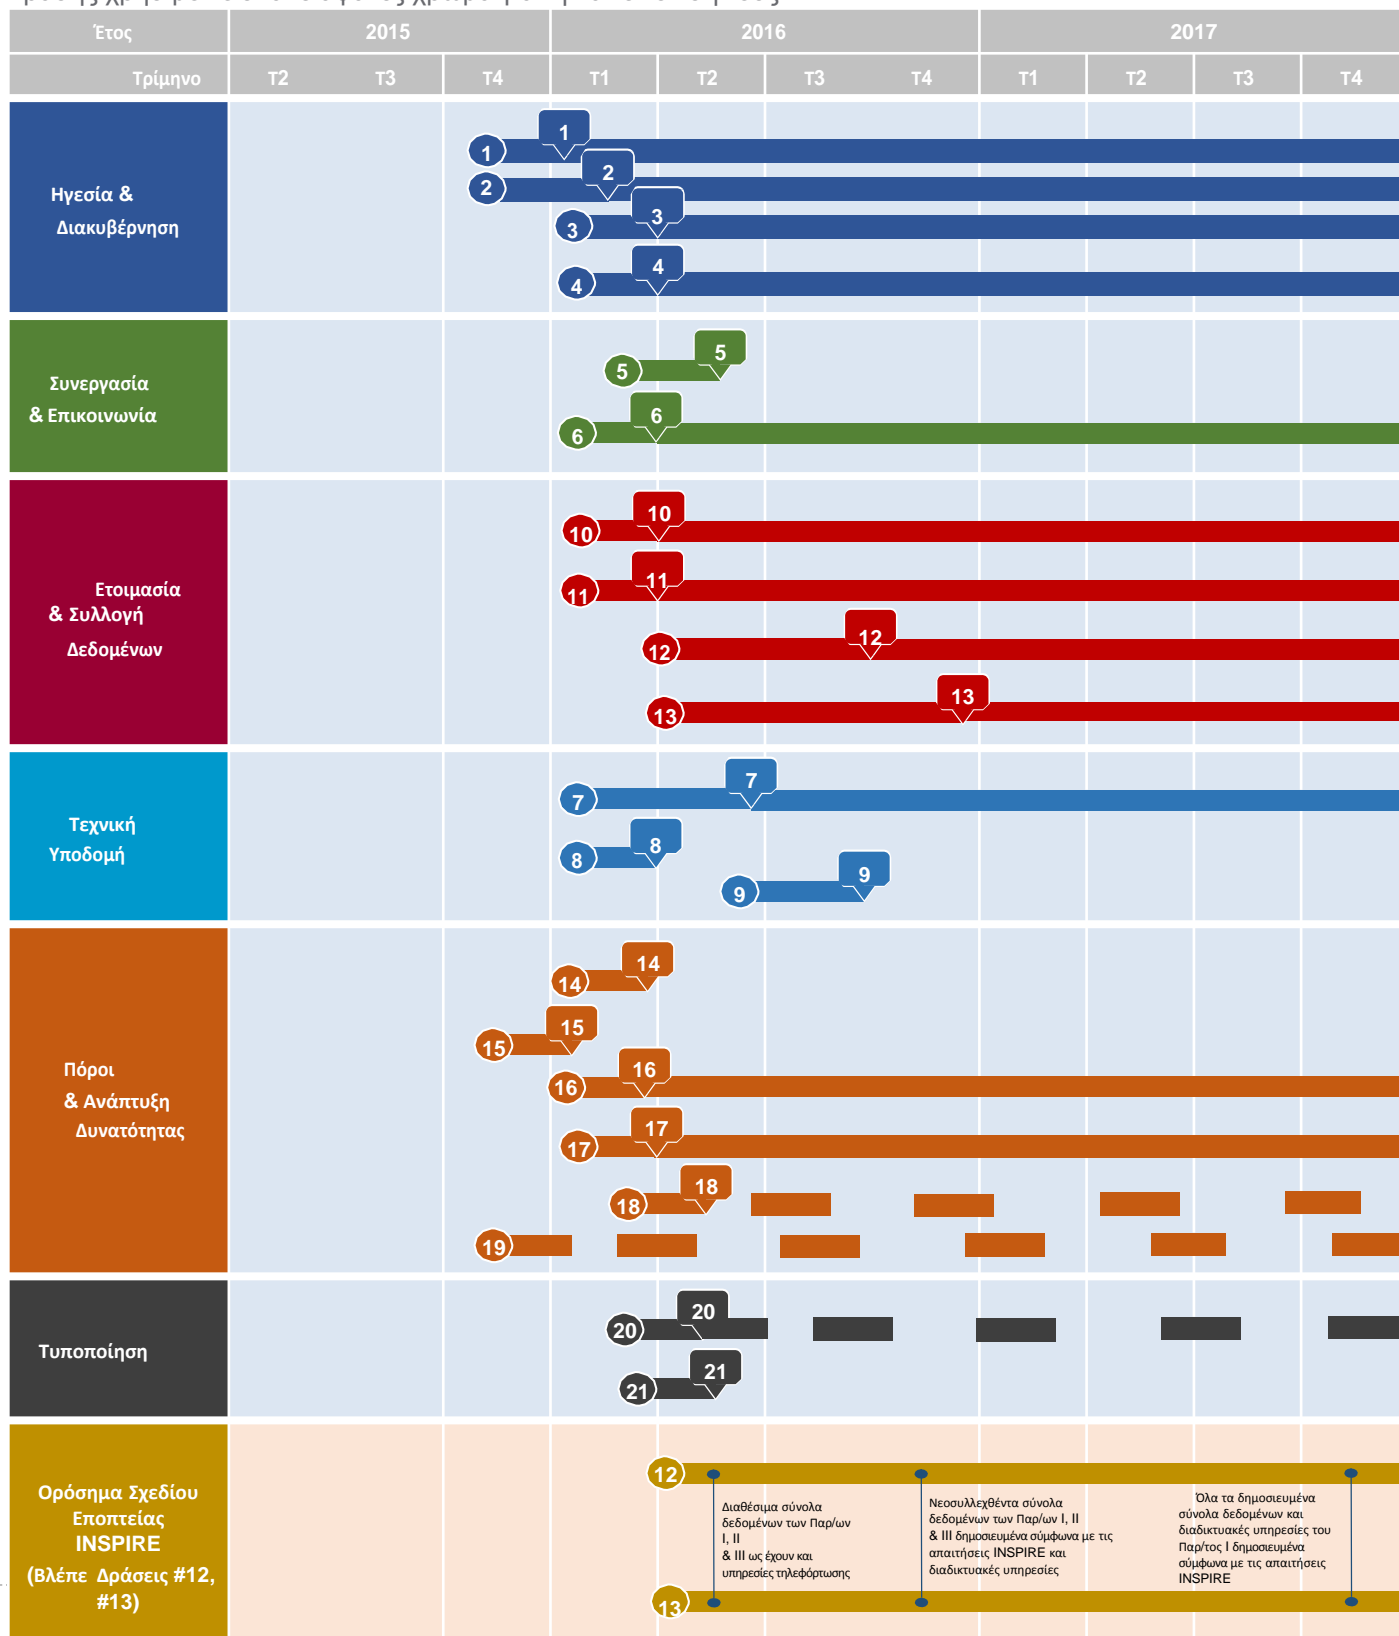 Έτος 2015 2016 2017
Τρίμηνο T2 T3 T4 T1 T2 T3 T4 T1 T2 T3 T4
Ηγεσία &
Διακυβέρνηση
1
1
2
2
3
3
4
4
Συνεργασία
& Επικοινωνία
5
5
6
6
Ετοιμασία
& Συλλογή
Δεδομένων
10
10
11
11
12
12
13
13
Τεχνική
Υποδομή
7
7
8
8
9
9
Πόροι
& Ανάπτυξη
Δυνατότητας
14
14
15
15
16
16
17
17
18
18
19
Τυποποίηση
20
20
21
21
Ορόσημα Σχεδίου
Εποπτείας
INSPIRE
(Βλέπε Δράσεις #12,
#13)
12
Διαθέσιμα σύνολα
δεδομένων των Παρ/ων
I, II
& III ως έχουν και
υπηρεσίες τηλεφόρτωσης
Νεοσυλλεχθέντα σύνολα
δεδομένων των Παρ/ων I, II
& III δημοσιευμένα σύμφωνα με τις
απαιτήσεις INSPIRE και
διαδικτυακές υπηρεσίες
Όλα τα δημοσιευμένα
σύνολα δεδομένων και
διαδικτυακές υπηρεσίες του
Παρ/τος I δημοσιευμένα
σύμφωνα με τις απαιτήσεις
INSPIRE
13